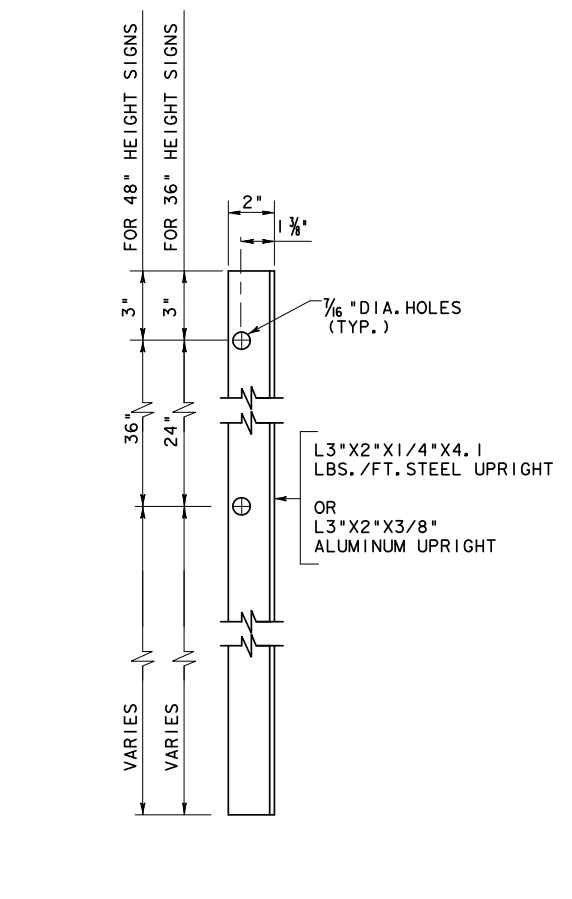 FOR 48" HEIGHT SIGNS
FOR 36" HEIGHT SIGNS
2"
1 3/8"
3"
3"
7/16 "DIA. HOLES
(TYP.)
36"
24"
L3"X2"X1/4"X4.1
LBS./FT. STEEL UPRIGHT
OR
L3"X2"X3/8"
ALUMINUM UPRIGHT
VARIES
VARIES